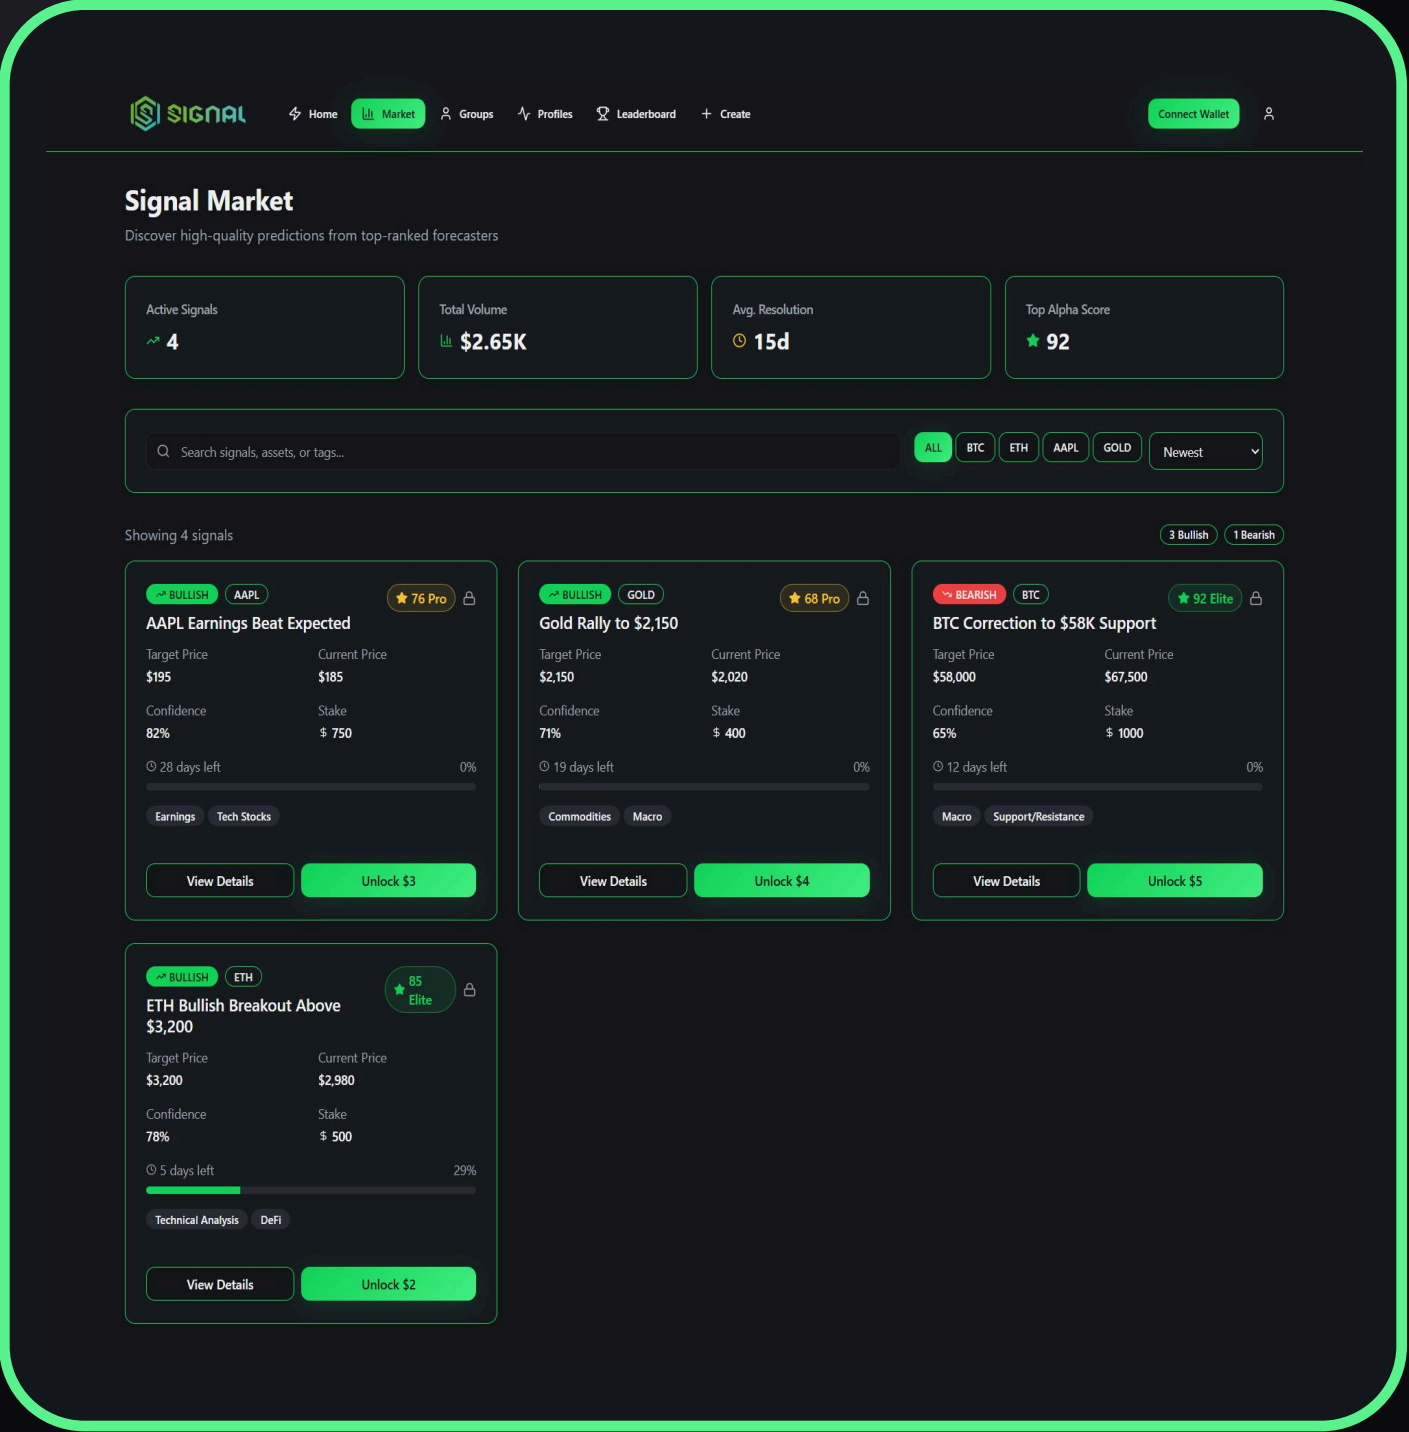 SIGNAL
Home
Market
Groups
Profiles
Leaderboard
Create
Connect Wallet
Signal Market
Discover high-quality predictions from top-ranked forecasters
Active Signals
4
Total Volume
$2.65K
Avg. Resolution
15d
Top Alpha Score
92
Search signals, assets, or tags...
ALL
BTC
ETH
AAPL
GOLD
Newest
Showing 4 signals
3 Bullish
1 Bearish
BULLISH
AAPL
76 Pro
AAPL Earnings Beat Expected
Target Price
Current Price
$195
$185
Confidence
Stake
82%
$ 750
28 days left
0%
Earnings
Tech Stocks
View Details
Unlock $3
BULLISH
GOLD
68 Pro
Gold Rally to $2,150
Target Price
Current Price
$2,150
$2,020
Confidence
Stake
71%
$ 400
19 days left
0%
Commodities
Macro
View Details
Unlock $4
BEARISH
BTC
92 Elite
BTC Correction to $58K Support
Target Price
Current Price
$58,000
$67,500
Confidence
Stake
65%
$ 1000
12 days left
0%
Macro
Support/Resistance
View Details
Unlock $5
BULLISH
ETH
85
Elite
ETH Bullish Breakout Above
$3,200
Target Price
Current Price
$3,200
$2,980
Confidence
Stake
78%
$ 500
5 days left
29%
Technical Analysis
DeFi
View Details
Unlock $2